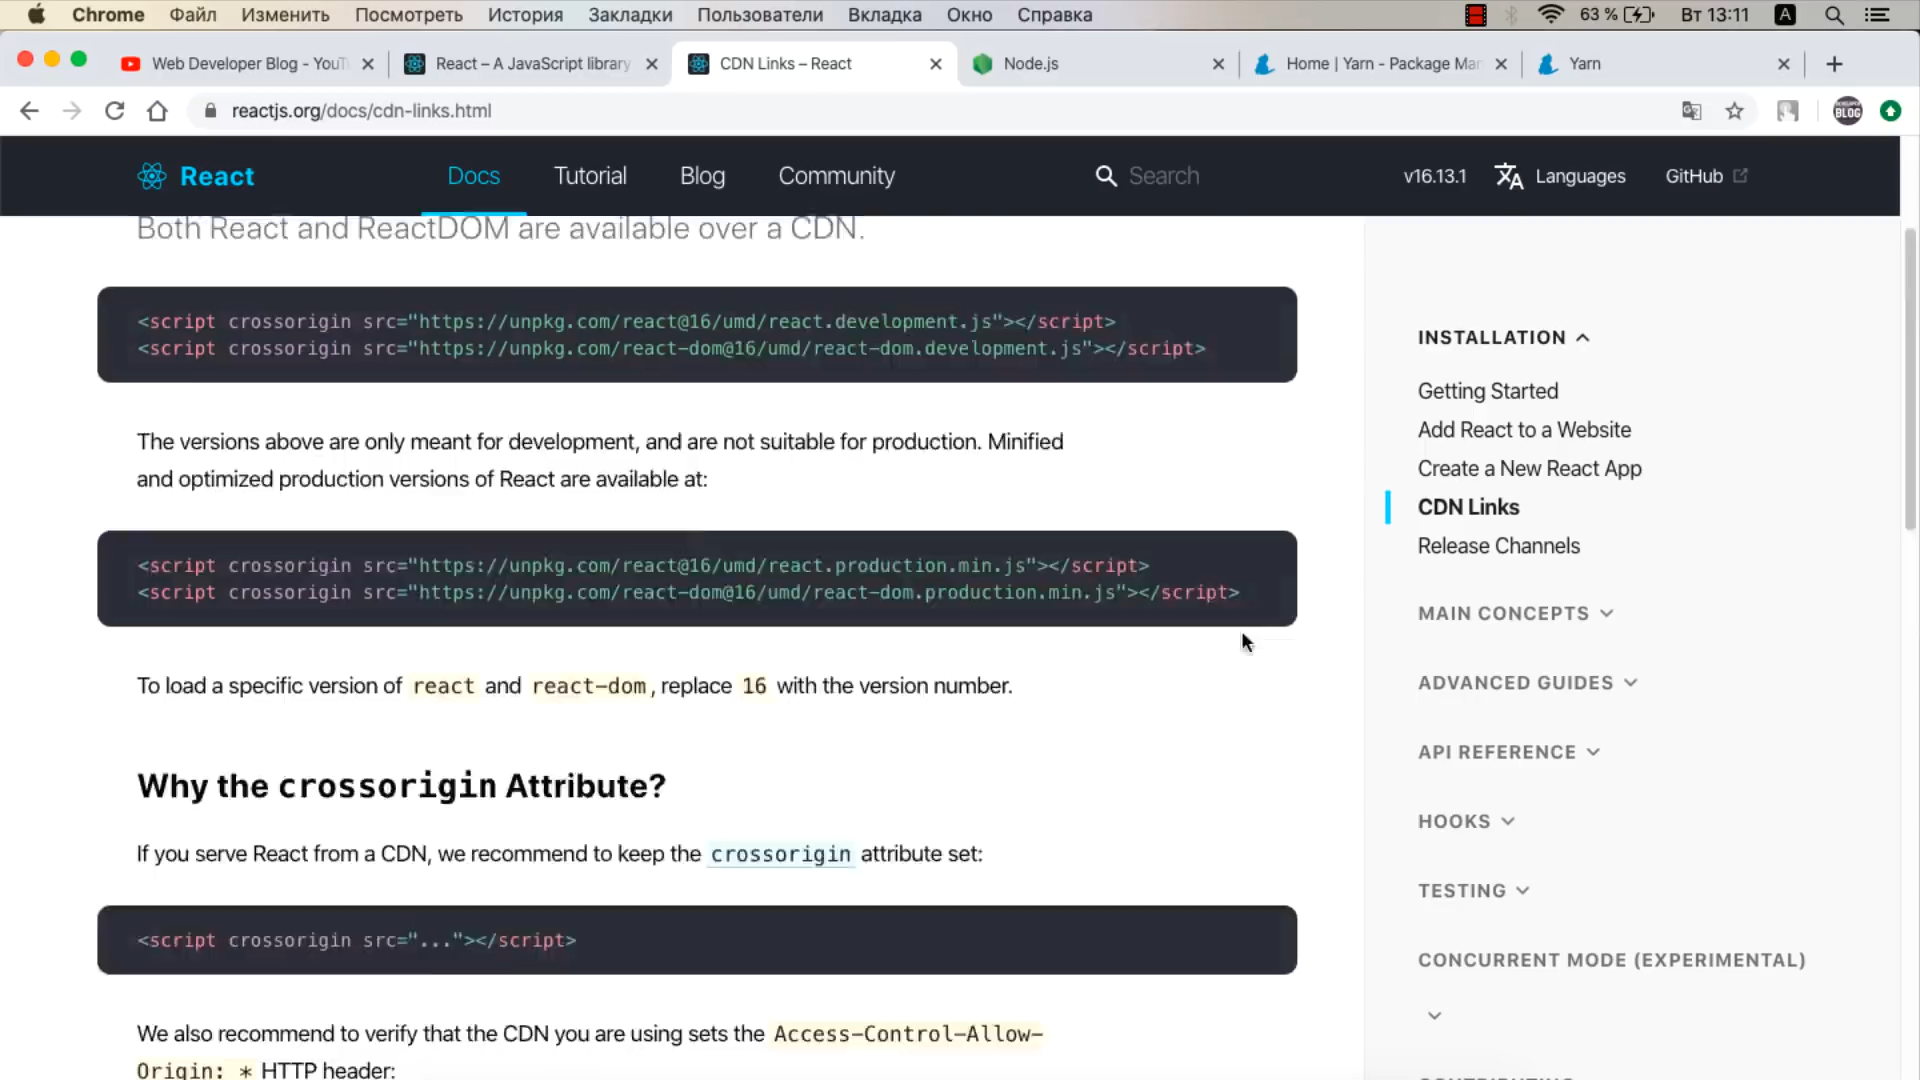 Chrome Файл Изменить Посмотреть История Закладки Пользователи Вкладка Окно Справка 63 % Вт 13:11 A
Web Developer Blog - YouT React – A JavaScript library CDN Links – React Node.js Home | Yarn - Package Man Yarn
reactjs.org/docs/cdn-links.html BLOG
React Docs Tutorial Blog Community Search v16.13.1 Languages GitHub
Both React and ReactDOM are available over a CDN.
<script crossorigin src="https://unpkg.com/react@16/umd/react.development.js"></script>
<script crossorigin src="https://unpkg.com/react-dom@16/umd/react-dom.development.js"></script>
The versions above are only meant for development, and are not suitable for production. Minified
and optimized production versions of React are available at:
<script crossorigin src="https://unpkg.com/react@16/umd/react.production.min.js"></script>
<script crossorigin src="https://unpkg.com/react-dom@16/umd/react-dom.production.min.js"></script>
To load a specific version of react and react-dom, replace 16 with the version number.
Why the crossorigin Attribute?
If you serve React from a CDN, we recommend to keep the crossorigin attribute set:
<script crossorigin src="..."></script>
We also recommend to verify that the CDN you are using sets the Access-Control-Allow-
Origin: * HTTP header:
INSTALLATION
Getting Started
Add React to a Website
Create a New React App
CDN Links
Release Channels
MAIN CONCEPTS
ADVANCED GUIDES
API REFERENCE
HOOKS
TESTING
CONCURRENT MODE (EXPERIMENTAL)